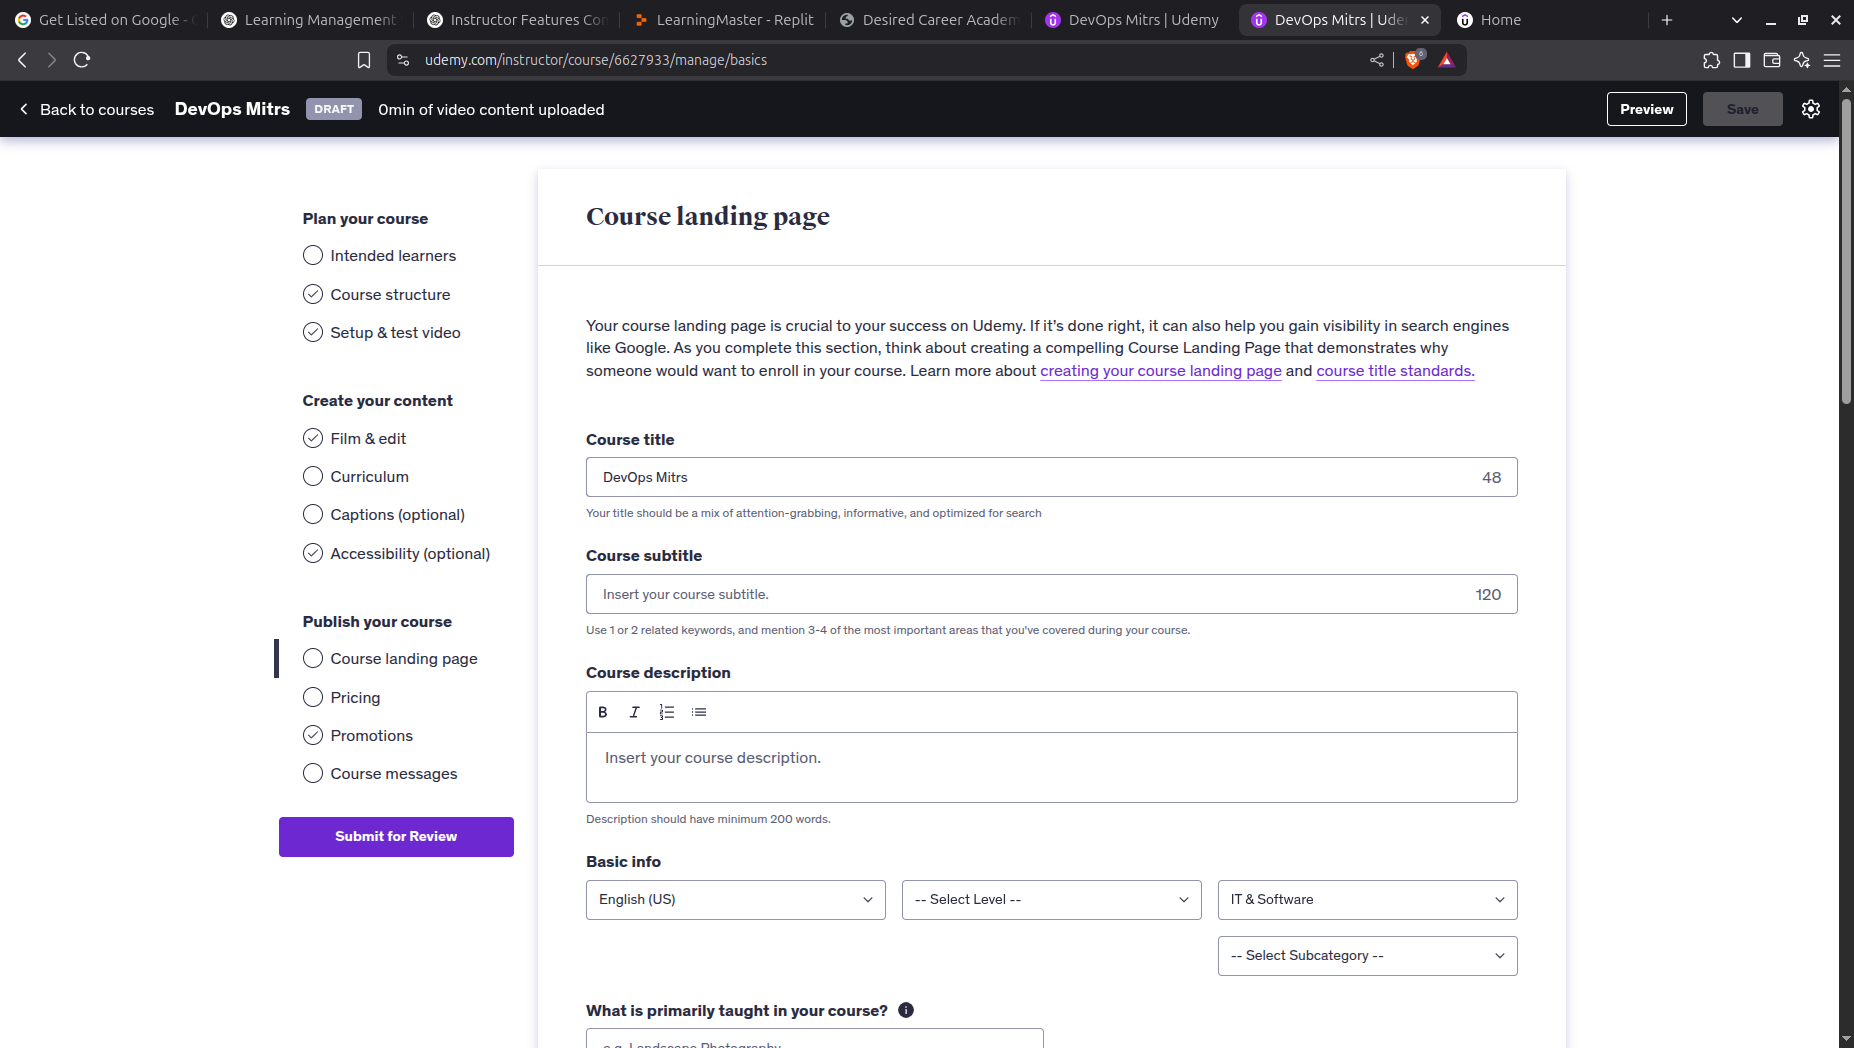 Get Listed on Google -
Learning Management
Instructor Features Con
LearningMaster - Replit
Desired Career Academ
DevOps Mitrs | Udemy
DevOps Mitrs | Ude
Home
udemy.com/instructor/course/6627933/manage/basics
6
Back to courses
DevOps Mitrs
DRAFT
0min of video content uploaded
Preview
Save
Plan your course
Intended learners
Course structure
Setup & test video
Create your content
Film & edit
Curriculum
Captions (optional)
Accessibility (optional)
Publish your course
Course landing page
Pricing
Promotions
Course messages
Submit for Review
Course landing page
Your course landing page is crucial to your success on Udemy. If it’s done right, it can also help you gain visibility in search engines
like Google. As you complete this section, think about creating a compelling Course Landing Page that demonstrates why
someone would want to enroll in your course. Learn more about creating your course landing page and course title standards.
Course title
DevOps Mitrs
48
Your title should be a mix of attention-grabbing, informative, and optimized for search
Course subtitle
Insert your course subtitle.
120
Use 1 or 2 related keywords, and mention 3-4 of the most important areas that you've covered during your course.
Course description
B I
Insert your course description.
Description should have minimum 200 words.
Basic info
English (US)
-- Select Level --
IT & Software
-- Select Subcategory --
What is primarily taught in your course?
e.g. Landscape Photography